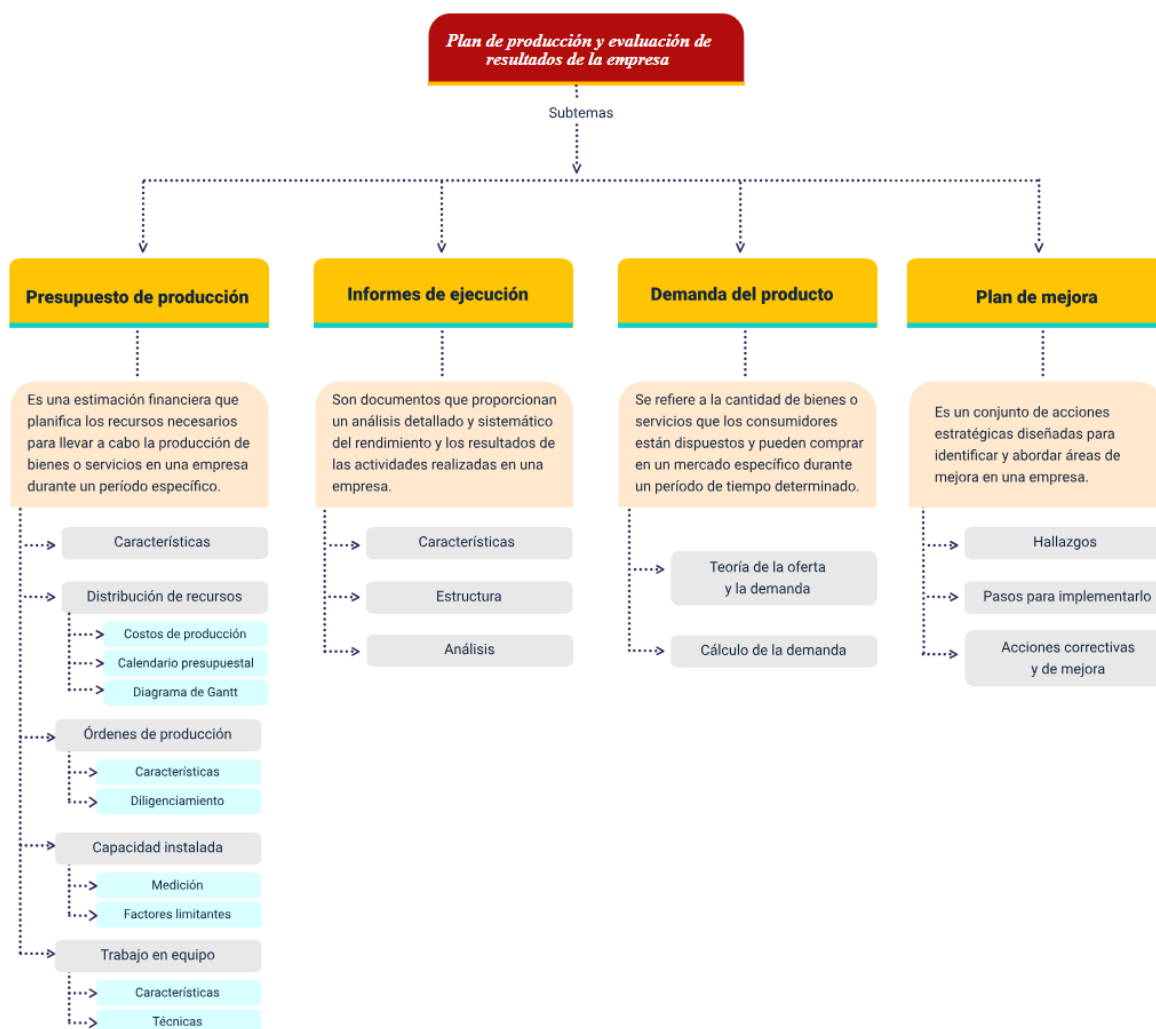 Plan de producción y evaluación de
resultados de la empresa
Subtemas
Presupuesto de producción
Es una estimación financiera que
planifica los recursos necesarios
para llevar a cabo la producción de
bienes o servicios en una empresa
durante un período específico.
Características
Distribución de recursos
Costos de producción
Calendario presupuestal
Diagrama de Gantt
Órdenes de producción
Características
Diligenciamiento
Capacidad instalada
Medición
Factores limitantes
Trabajo en equipo
Características
Técnicas
Informes de ejecución
Son documentos que proporcionan
un análisis detallado y sistemático
del rendimiento y los resultados de
las actividades realizadas en una
empresa.
Características
Estructura
Análisis
Demanda del producto
Se refiere a la cantidad de bienes o
servicios que los consumidores
están dispuestos y pueden comprar
en un mercado específico durante
un período de tiempo determinado.
Teoría de la oferta
y la demanda
Cálculo de la demanda
Plan de mejora
Es un conjunto de acciones
estratégicas diseñadas para
identificar y abordar áreas de
mejora en una empresa.
Hallazgos
Pasos para implementarlo
Acciones correctivas
y de mejora